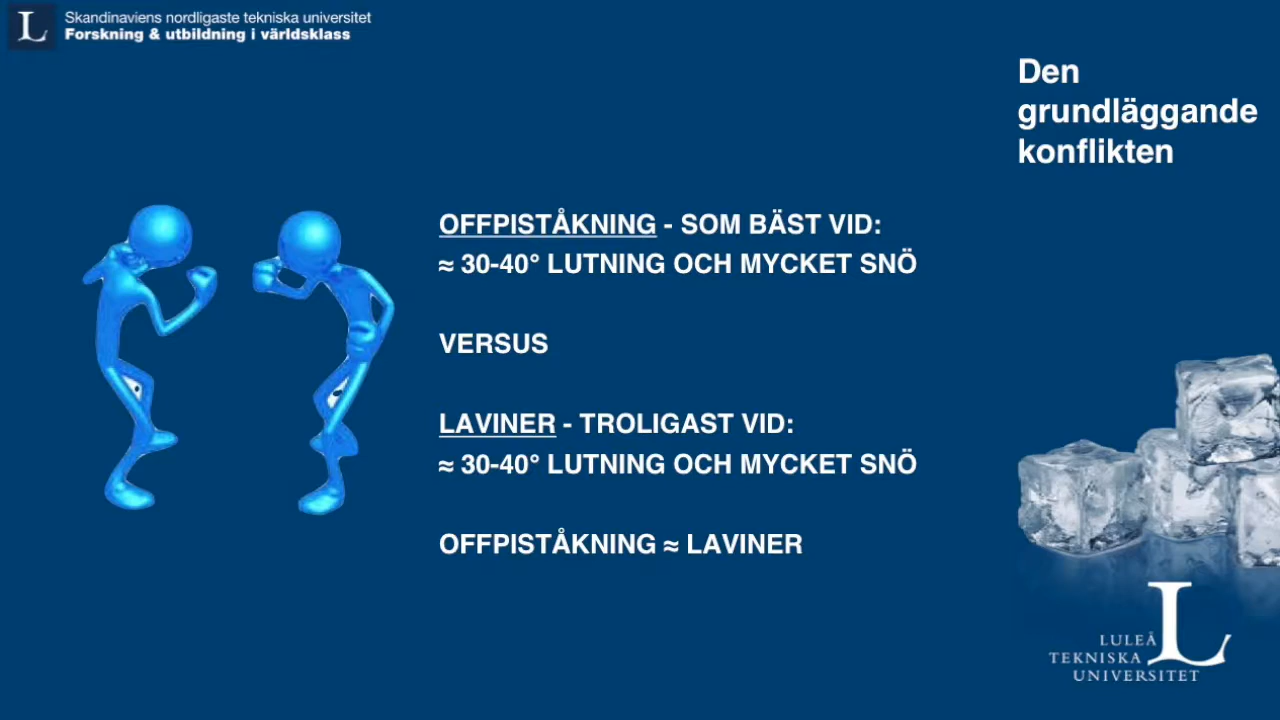 L
Skandinaviens nordligaste tekniska universitet
Forskning & utbildning i världsklass
Den
grundläggande
konflikten
OFFPISTÅKNING - SOM BÄST VID:
≈ 30-40° LUTNING OCH MYCKET SNÖ
VERSUS
LAVINER - TROLIGAST VID:
≈ 30-40° LUTNING OCH MYCKET SNÖ
OFFPISTÅKNING ≈ LAVINER
L
LULEÅ
TEKNISKA
UNIVERSITET